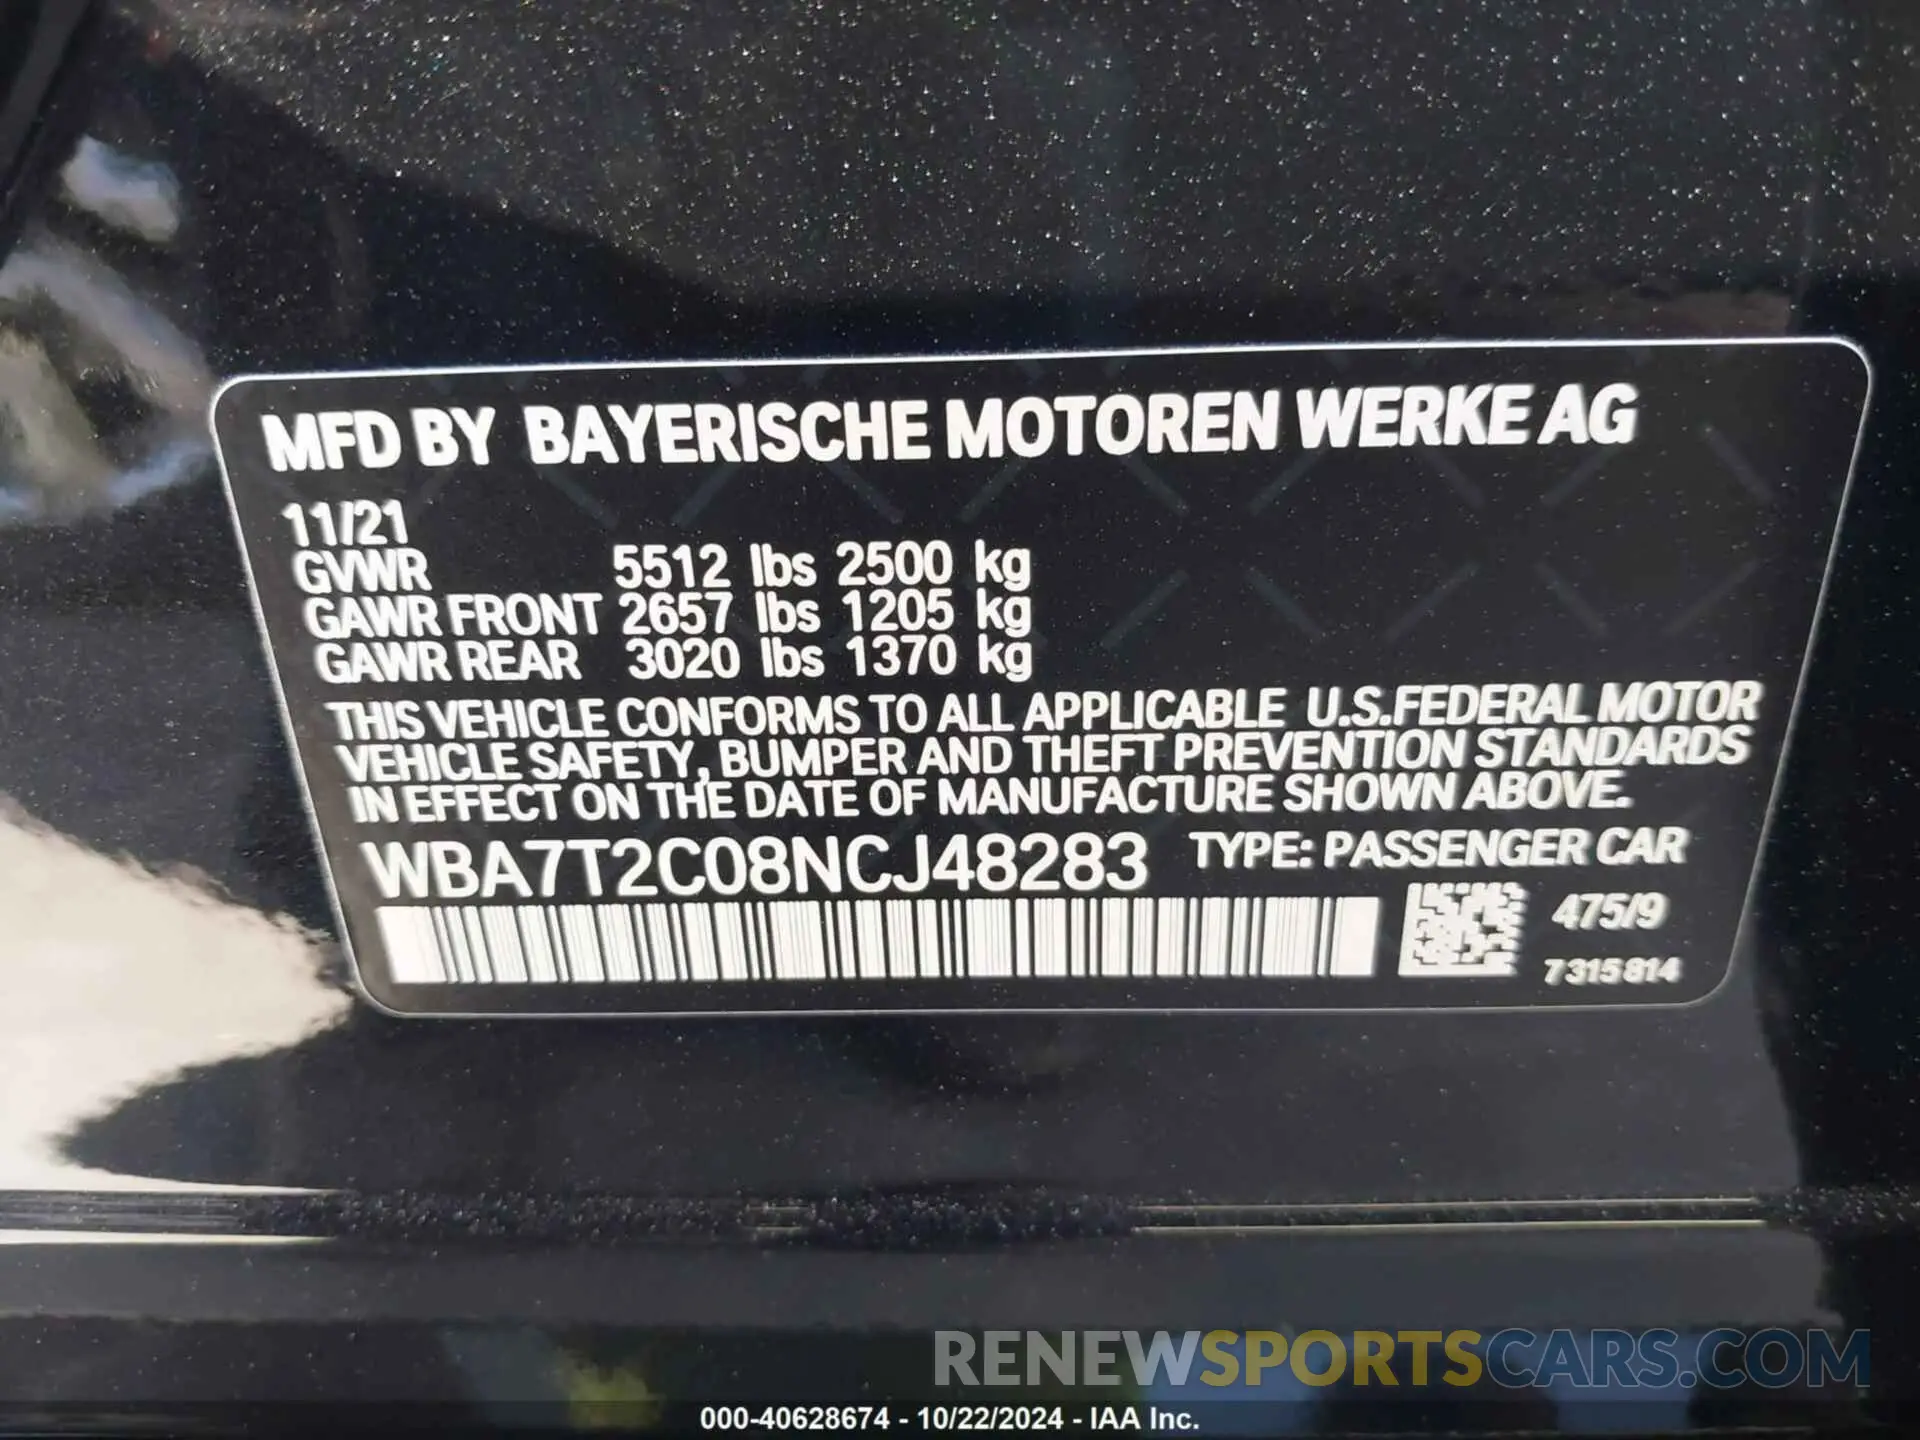 MFD BY BAYERISCHE MOTOREN WERKE AG
11/21
GVWR 5512 lbs 2500 kg
GAWR FRONT 2657 lbs 1205 kg
GAWR REAR 3020 lbs 1370 kg
THIS VEHICLE CONFORMS TO ALL APPLICABLE U.S.FEDERAL MOTOR
VEHICLE SAFETY, BUMPER AND THEFT PREVENTION STANDARDS
IN EFFECT ON THE DATE OF MANUFACTURE SHOWN ABOVE.
WBA7T2C08NCJ48283 TYPE: PASSENGER CAR
475/9
7315814
RENEWSPORTSCARS.COM
000-40628674 - 10/22/2024 - IAA Inc.